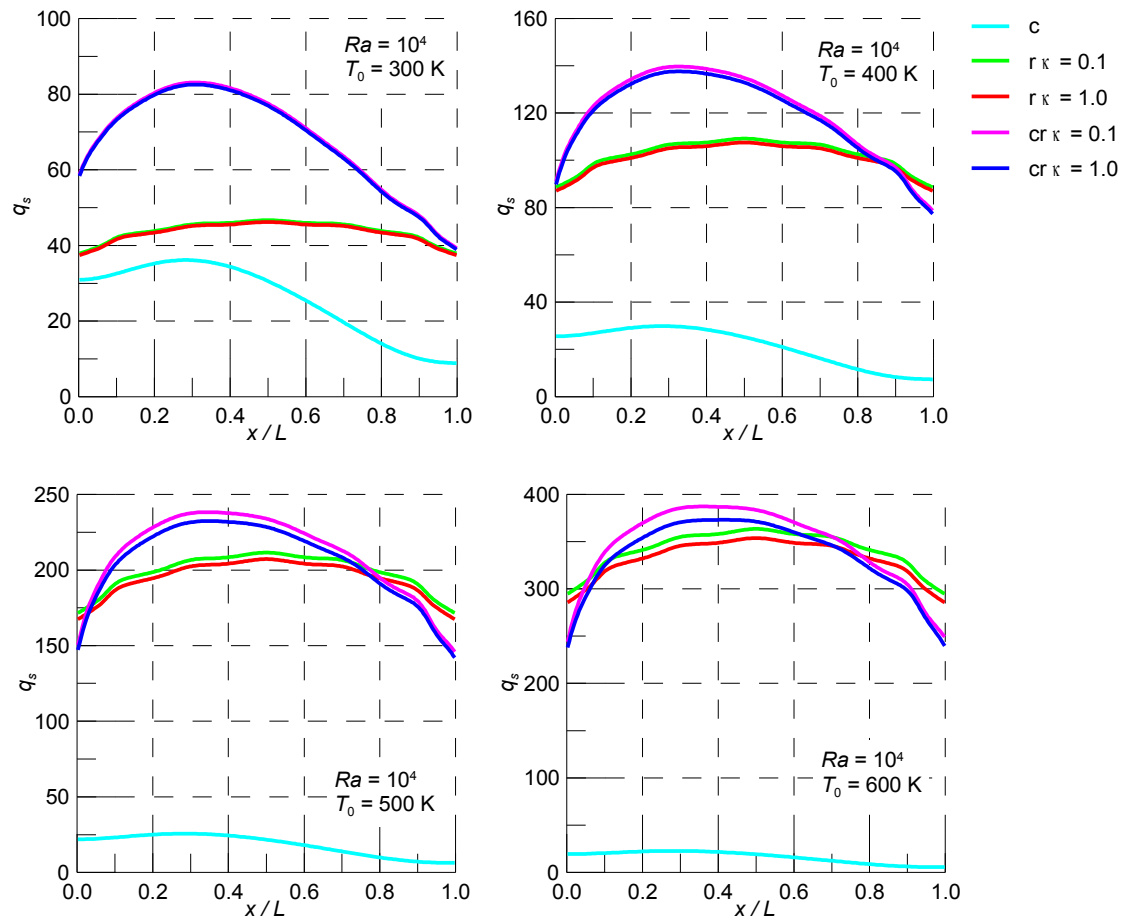 100
80
60
40
20
0
q_s
0.0 0.2 0.4 0.6 0.8 1.0
x / L
Ra = 10⁴
T₀ = 300 K
160
120
80
40
0
q_s
0.0 0.2 0.4 0.6 0.8 1.0
x / L
Ra = 10⁴
T₀ = 400 K
c
r κ = 0.1
r κ = 1.0
cr κ = 0.1
cr κ = 1.0
250
200
150
100
50
0
q_s
0.0 0.2 0.4 0.6 0.8 1.0
x / L
Ra = 10⁴
T₀ = 500 K
400
300
200
100
0
q_s
0.0 0.2 0.4 0.6 0.8 1.0
x / L
Ra = 10⁴
T₀ = 600 K